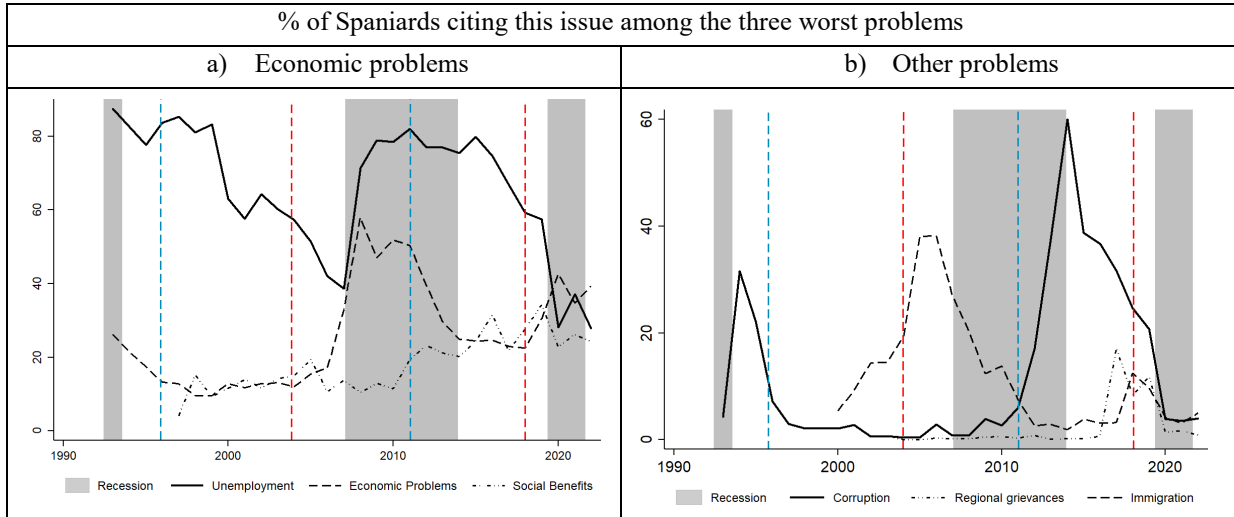 % of Spaniards citing this issue among the three worst problems
a) Economic problems
b) Other problems
80
60
40
20
0
1990 2000 2010 2020
Recession Unemployment Economic Problems Social Benefits
60
40
20
0
1990 2000 2010 2020
Recession Corruption Regional grievances Immigration